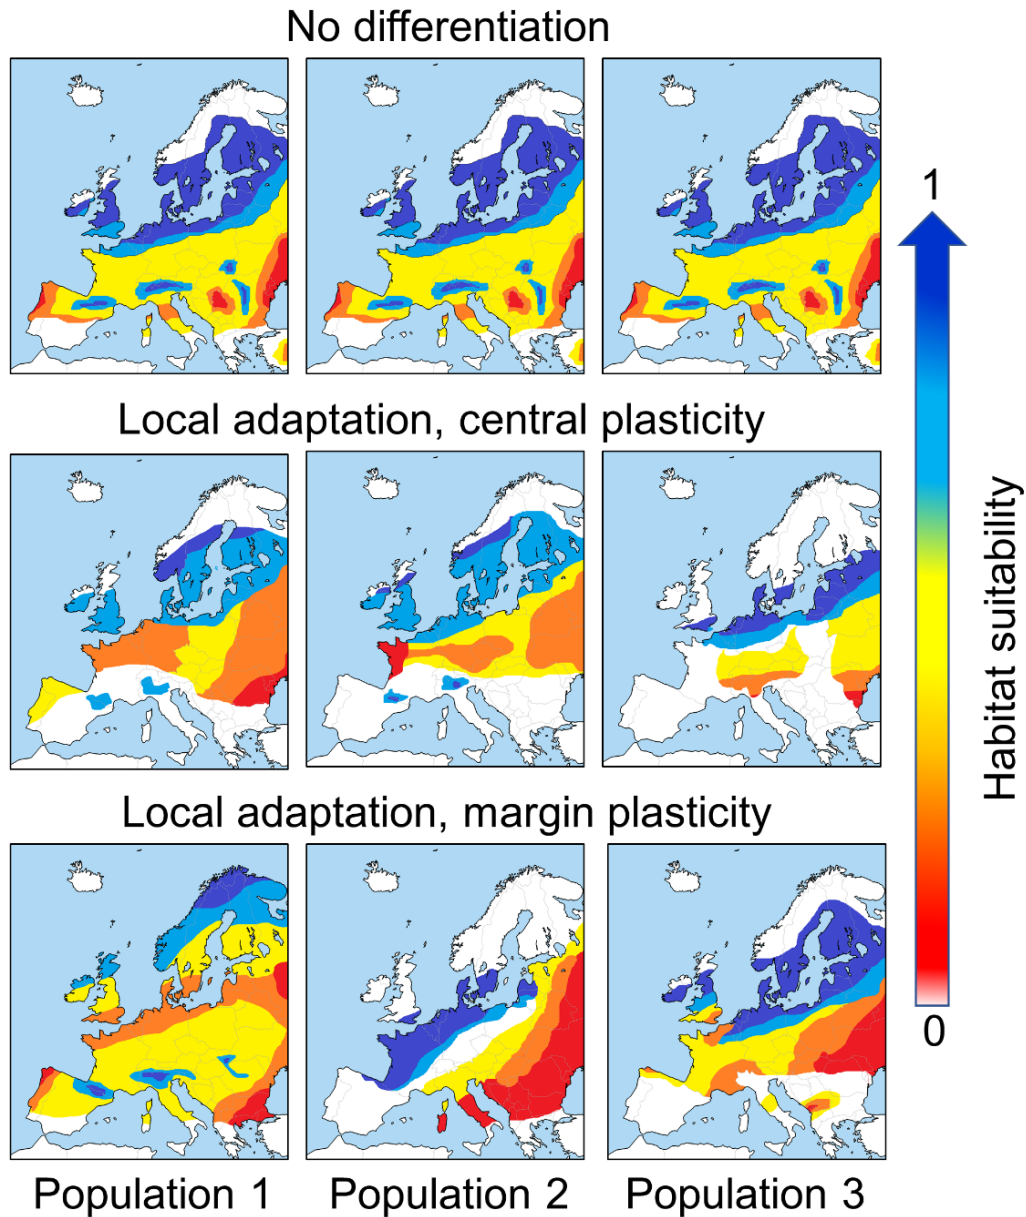 No differentiation
1
Local adaptation, central plasticity
Habitat suitability
Local adaptation, margin plasticity
0
Population 1
Population 2
Population 3